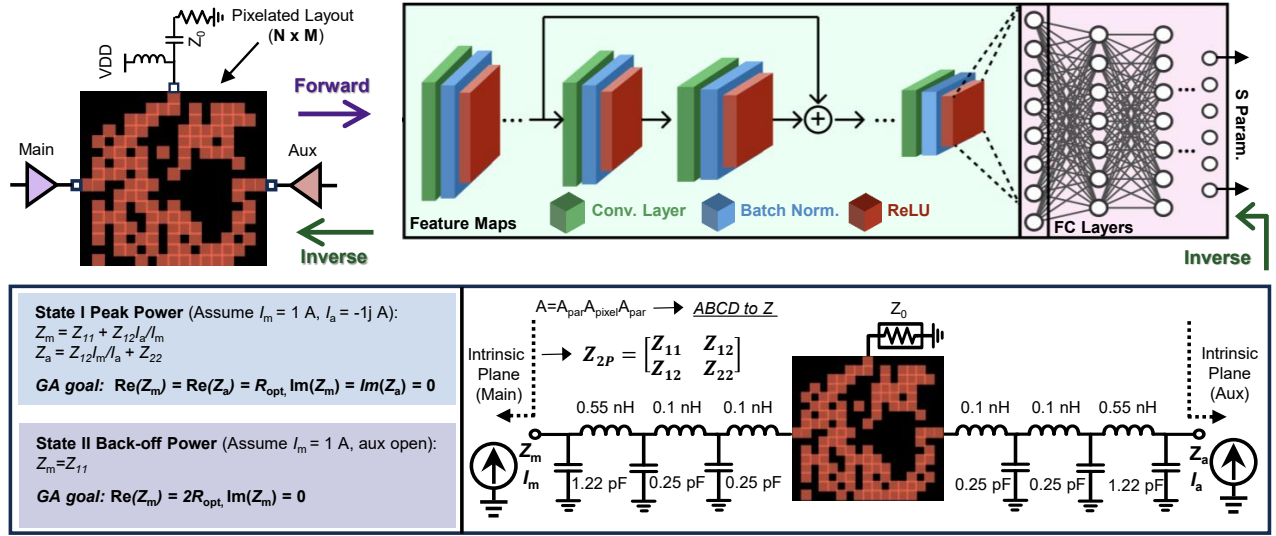 Pixelated Layout
(N x M)
Z0
VDD
Main
Aux
Forward
Inverse
Feature Maps
Conv. Layer
Batch Norm.
ReLU
FC Layers
S Param.
Inverse
State I Peak Power (Assume Im = 1 A, Ia = -1j A):
Zm = Z11 + Z12Ia/Im
Za = Z12Im/Ia + Z22
GA goal: Re(Zm) = Re(Za) = Ropt, Im(Zm) = Im(Za) = 0
State II Back-off Power (Assume Im = 1 A, aux open):
Zm=Z11
GA goal: Re(Zm) = 2Ropt, Im(Zm) = 0
A=AparApixelApar
ABCD to Z
Z2P = [Z11 Z12
Z12 Z22]
Z0
Intrinsic
Plane
(Main)
Intrinsic
Plane
(Aux)
0.55 nH
0.1 nH
0.1 nH
0.1 nH
0.1 nH
0.55 nH
Zm
Im
Za
Ia
1.22 pF
0.25 pF
0.25 pF
0.25 pF
0.25 pF
1.22 pF